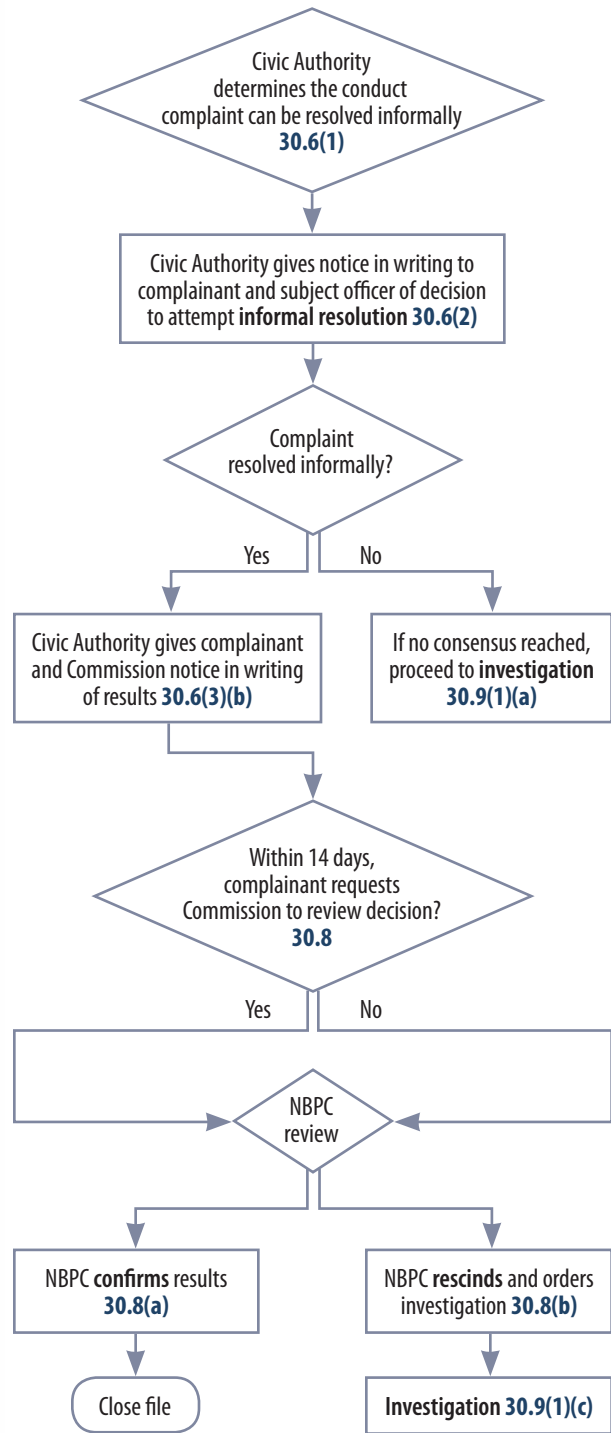 Civic Authority
determines the conduct
complaint can be resolved informally
30.6(1)
Civic Authority gives notice in writing to
complainant and subject officer of decision
to attempt informal resolution 30.6(2)
Complaint
resolved informally?
Yes
No
Civic Authority gives complainant
and Commission notice in writing
of results 30.6(3)(b)
If no consensus reached,
proceed to investigation
30.9(1)(a)
Within 14 days,
complainant requests
Commission to review decision?
30.8
Yes
No
NBPC
review
NBPC confirms results
30.8(a)
NBPC rescinds and orders
investigation 30.8(b)
Close file
Investigation 30.9(1)(c)